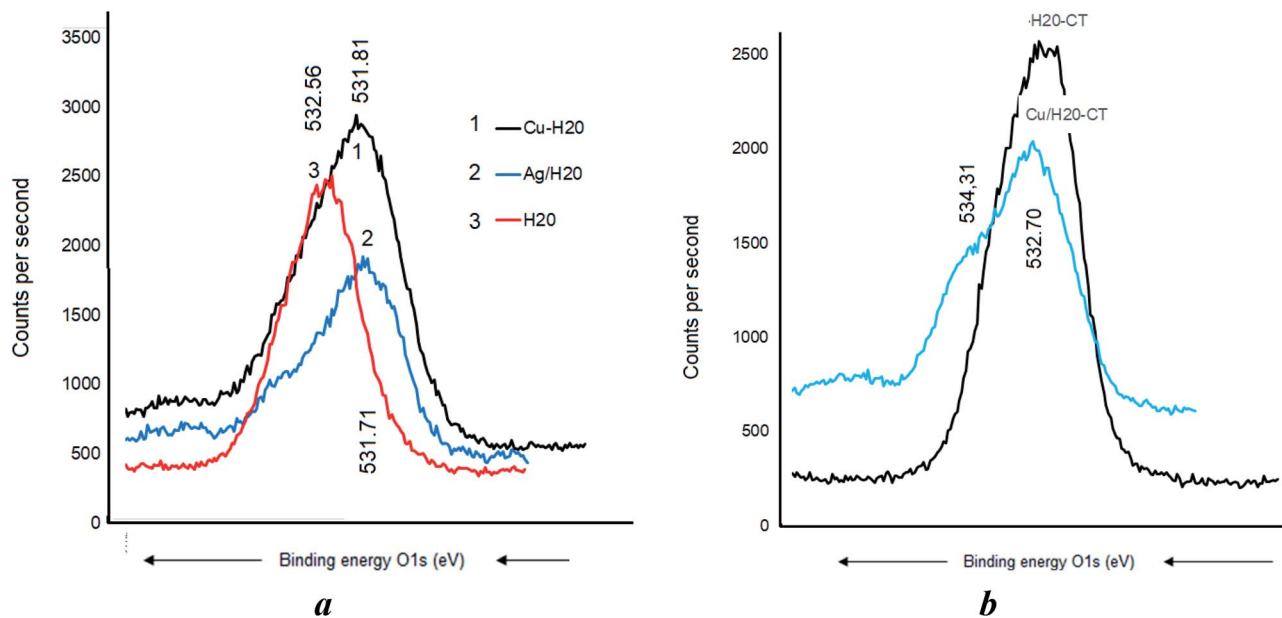 3500
3000
2500
2000
1500
1000
500
0
Counts per second
532.56
531.81
3
1
2
531.71
1 Cu-H20
2 Ag/H20
3 H20
Binding energy O1s (eV)
a
2500
2000
1500
1000
500
0
Counts per second
·H20-CT
Cu/H20-CT
534,31
532.70
Binding energy O1s (eV)
b